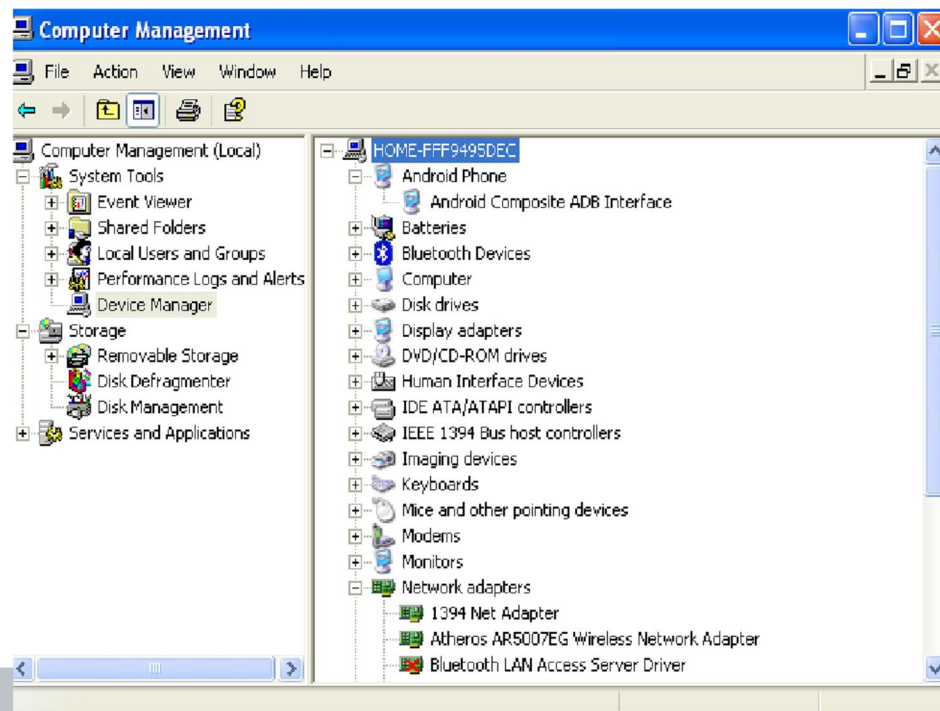 Computer Management
File Action View Window Help
Computer Management (Local)
System Tools
Event Viewer
Shared Folders
Local Users and Groups
Performance Logs and Alerts
Device Manager
Storage
Removable Storage
Disk Defragmenter
Disk Management
Services and Applications
HOME-FFF9495DEC
Android Phone
Android Composite ADB Interface
Batteries
Bluetooth Devices
Computer
Disk drives
Display adapters
DVD/CD-ROM drives
Human Interface Devices
IDE ATA/ATAPI controllers
IEEE 1394 Bus host controllers
Imaging devices
Keyboards
Mice and other pointing devices
Modems
Monitors
Network adapters
1394 Net Adapter
Atheros AR5007EG Wireless Network Adapter
Bluetooth LAN Access Server Driver